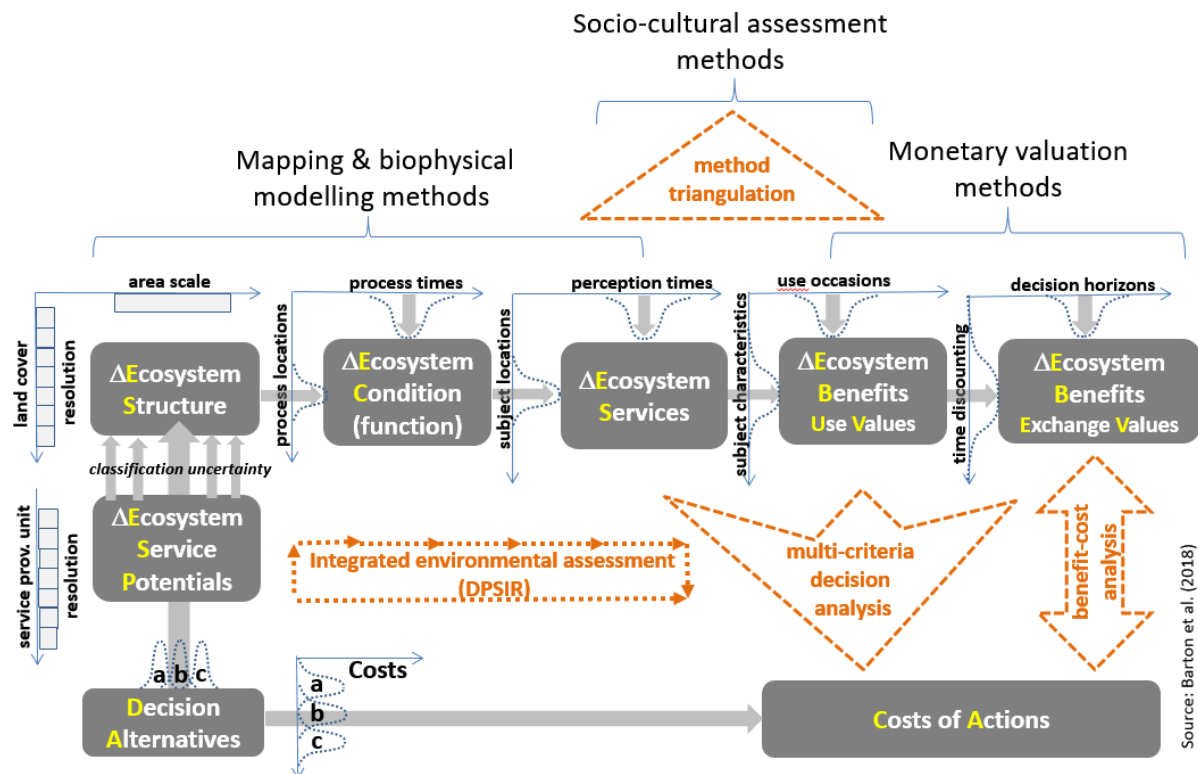 Socio-cultural assessment
methods
Mapping & biophysical
modelling methods
method
triangulation
Monetary valuation
methods
area scale
process times
perception times
use occasions
decision horizons
land cover
resolution
process locations
subject locations
subject characteristics
time discounting
ΔEcosystem
Structure
ΔEcosystem
Condition
(function)
ΔEcosystem
Services
ΔEcosystem
Benefits
Use Values
ΔEcosystem
Benefits
Exchange Values
classification uncertainty
service prov. unit
resolution
ΔEcosystem
Service
Potentials
Integrated environmental assessment
(DPSIR)
multi-criteria
decision
analysis
benefit-cost
analysis
a b c
Costs
a
b
c
Decision
Alternatives
Costs of Actions
Source: Barton et al. (2018)